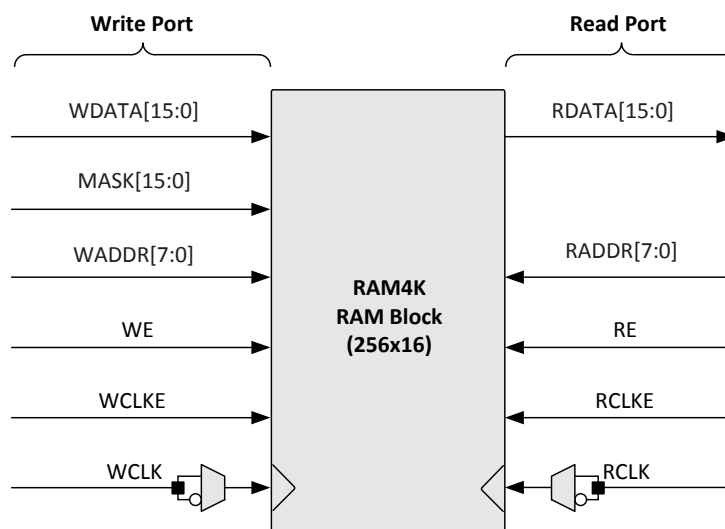 Write Port
Read Port
WDATA[15:0]
RDATA[15:0]
MASK[15:0]
WADDR[7:0]
RADDR[7:0]
RAM4K
RAM Block
(256x16)
WE
RE
WCLKE
RCLKE
WCLK
RCLK